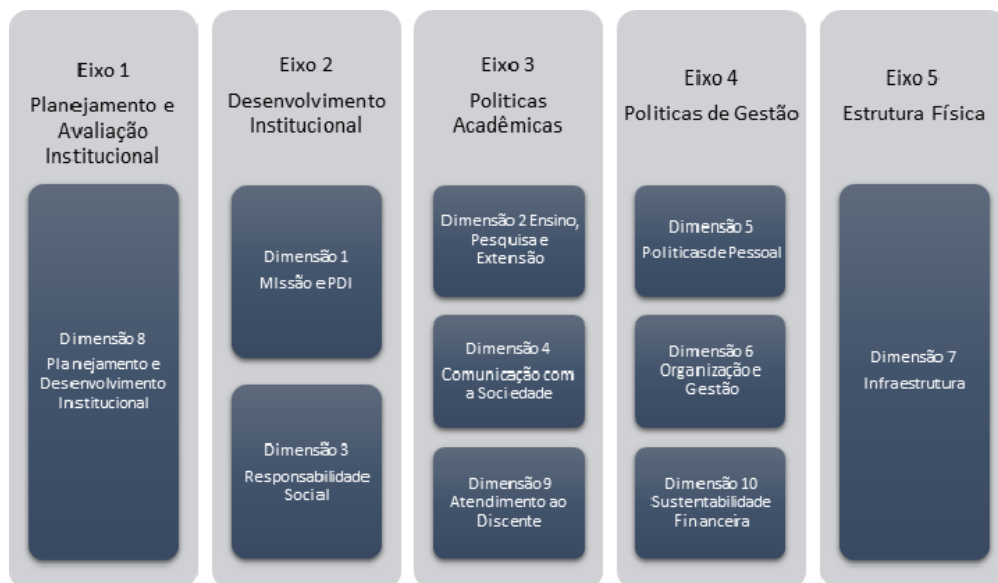 Eixo 1
Planejamento e
Avaliação
Institucional
Dimensão 8
Planejamento e
Desenvolvimento
Institucional
Eixo 2
Desenvolvimento
Institucional
Dimensão 1
Missão e PDI
Dimensão 3
Responsabilidade
Social
Eixo 3
Politicas
Acadêmicas
Dimensão 2 Ensino,
Pesquisa e
Extensão
Dimensão 4
Comunicação com
a Sociedade
Dimensão 9
Atendimento ao
Discente
Eixo 4
Politicas de Gestão
Dimensão 5
Politicas de Pessoal
Dimensão 6
Organização e
Gestão
Dimensão 10
Sustentabilidade
Financeira
Eixo 5
Estrutura Física
Dimensão 7
Infraestrutura